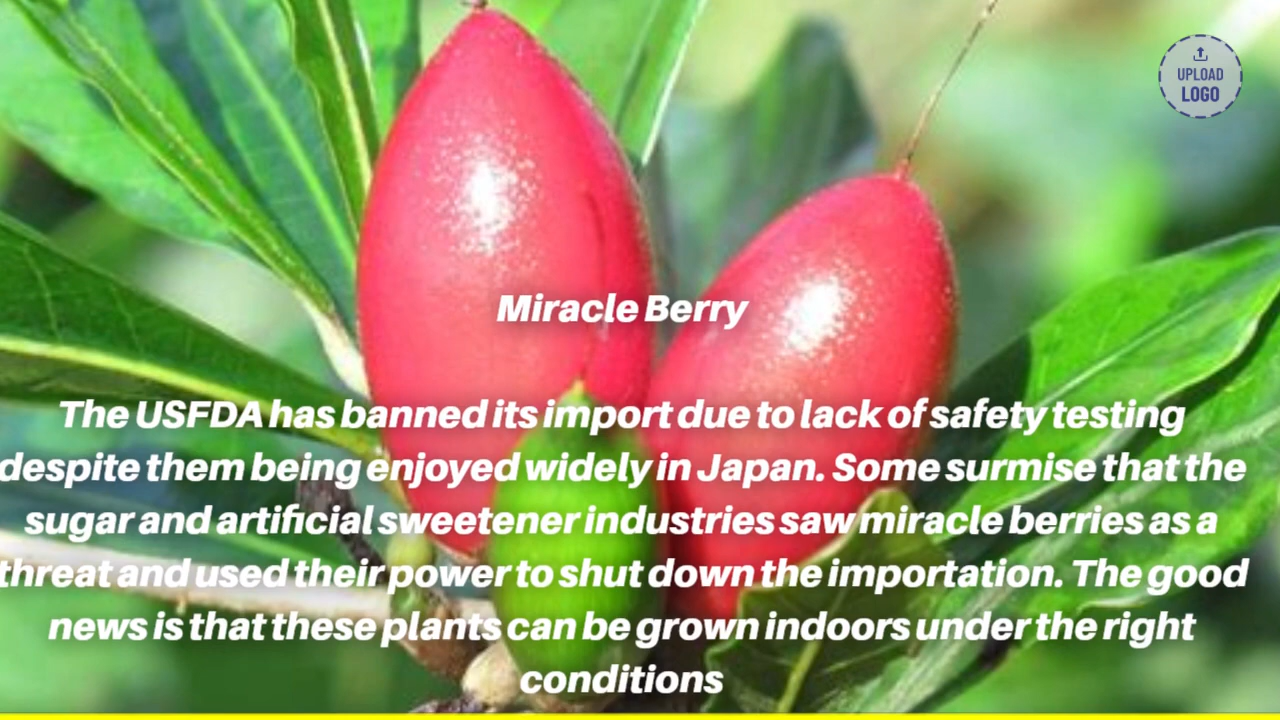 UPLOAD
LOGO
Miracle Berry
The USFDA has banned its import due to lack of safety testing
despite them being enjoyed widely in Japan. Some surmise that the
sugar and artificial sweetener industries saw miracle berries as a
threat and used their power to shut down the importation. The good
news is that these plants can be grown indoors under the right
conditions